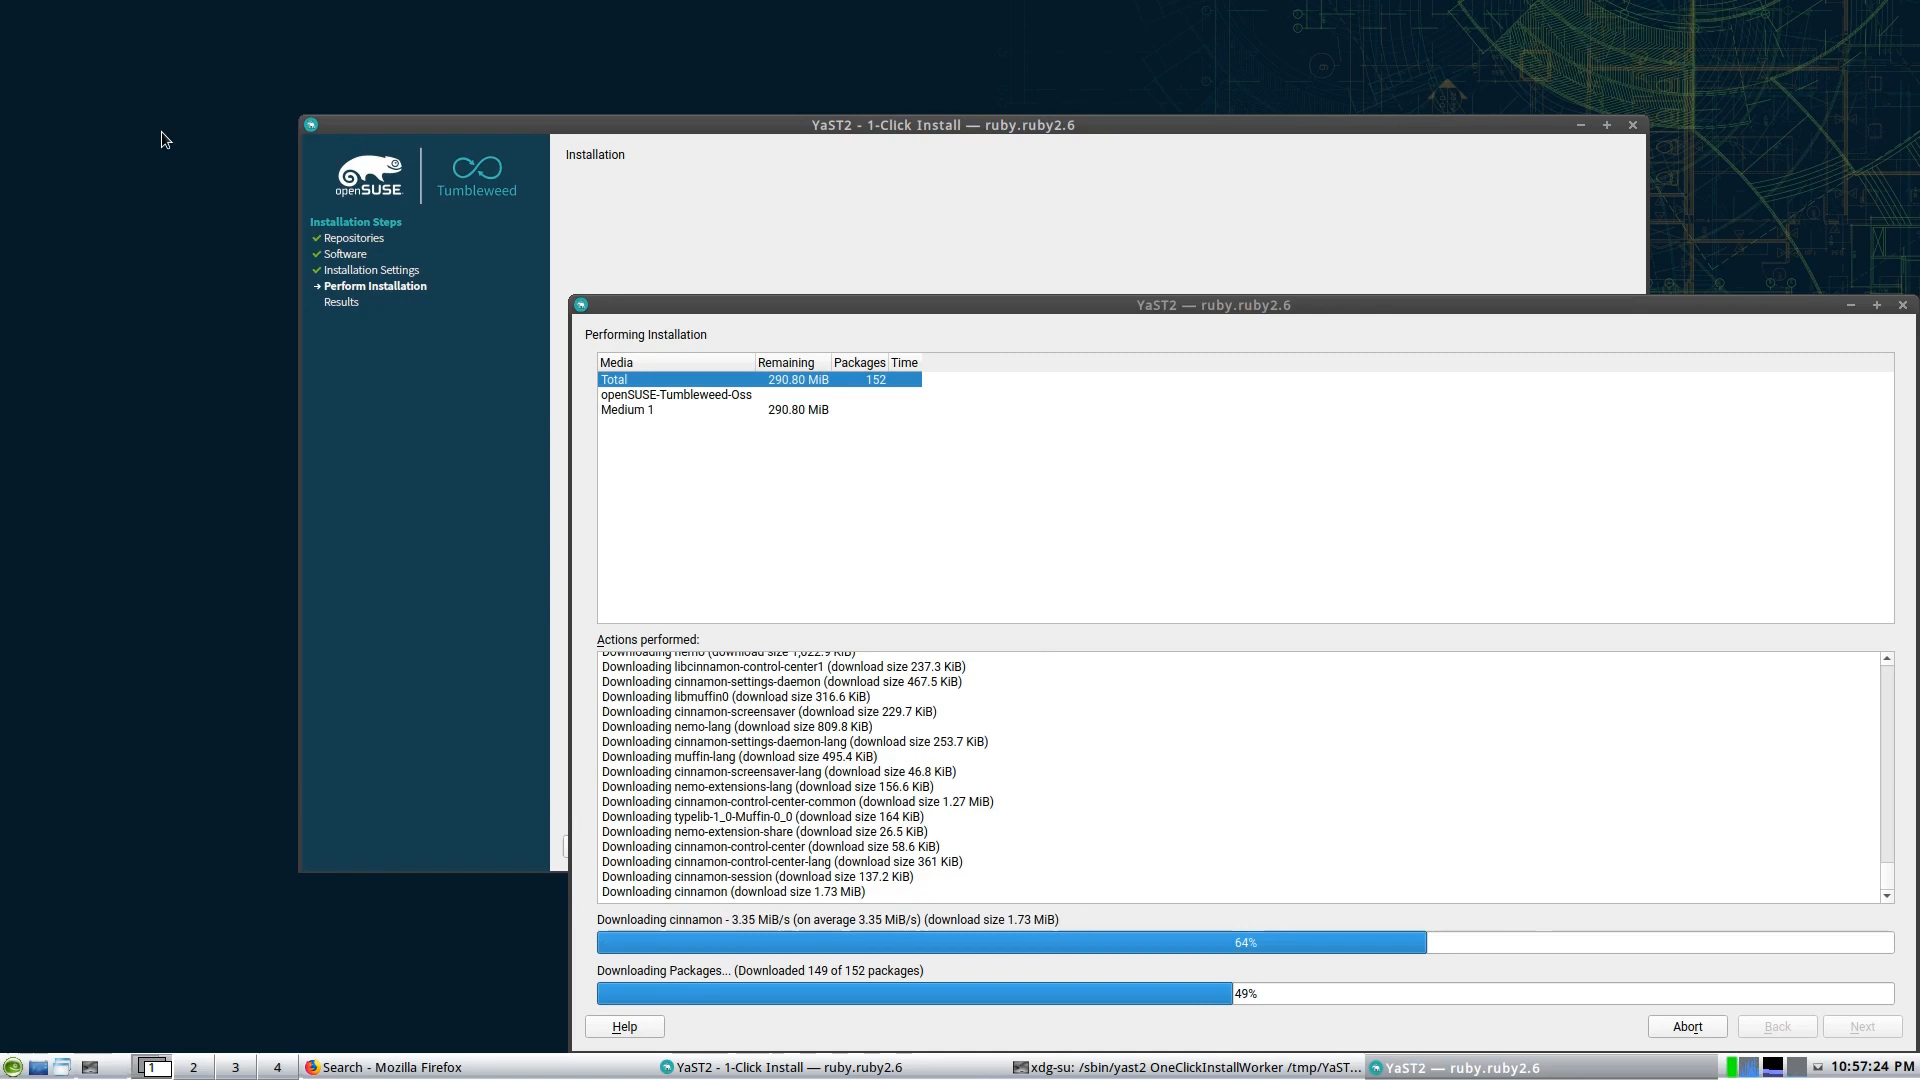 YaST2 - 1-Click Install — ruby.ruby2.6
openSUSE
Tumbleweed
Installation
Installation Steps
Repositories
Software
Installation Settings
Perform Installation
Results
YaST2 — ruby.ruby2.6
Performing Installation
Media Remaining Packages Time
Total 290.80 MiB 152
openSUSE-Tumbleweed-Oss
Medium 1 290.80 MiB
Actions performed:
Downloading nemo (download size 1,022.9 KiB)
Downloading libcinnamon-control-center1 (download size 237.3 KiB)
Downloading cinnamon-settings-daemon (download size 467.5 KiB)
Downloading libmuffin0 (download size 316.6 KiB)
Downloading cinnamon-screensaver (download size 229.7 KiB)
Downloading nemo-lang (download size 809.8 KiB)
Downloading cinnamon-settings-daemon-lang (download size 253.7 KiB)
Downloading muffin-lang (download size 495.4 KiB)
Downloading cinnamon-screensaver-lang (download size 46.8 KiB)
Downloading nemo-extensions-lang (download size 156.6 KiB)
Downloading cinnamon-control-center-common (download size 1.27 MiB)
Downloading typelib-1_0-Muffin-0_0 (download size 164 KiB)
Downloading nemo-extension-share (download size 26.5 KiB)
Downloading cinnamon-control-center (download size 58.6 KiB)
Downloading cinnamon-control-center-lang (download size 361 KiB)
Downloading cinnamon-session (download size 137.2 KiB)
Downloading cinnamon (download size 1.73 MiB)
Downloading cinnamon - 3.35 MiB/s (on average 3.35 MiB/s) (download size 1.73 MiB)
64%
Downloading Packages... (Downloaded 149 of 152 packages)
49%
Help Abort Back Next
1 2 3 4 Search - Mozilla Firefox YaST2 - 1-Click Install — ruby.ruby2.6 xdg-su: /sbin/yast2 OneClickInstallWorker /tmp/YaST... YaST2 — ruby.ruby2.6 10:57:24 PM